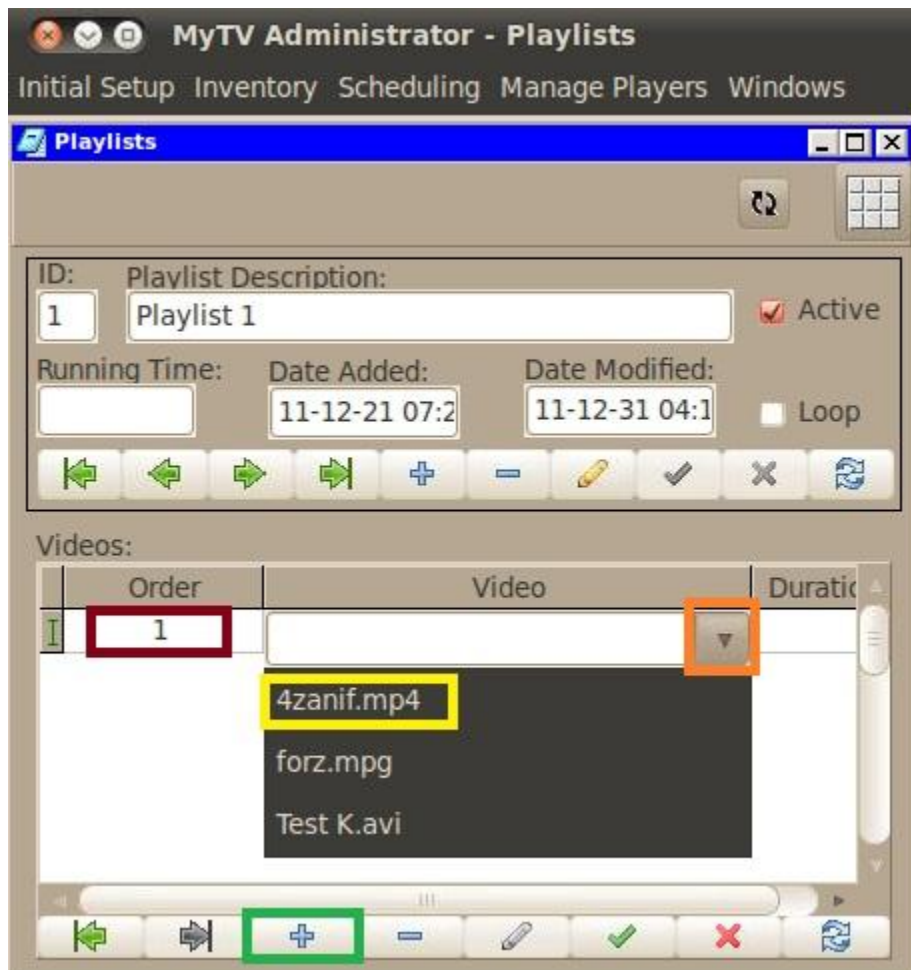 MyTV Administrator - Playlists
Initial Setup Inventory Scheduling Manage Players Windows
Playlists
ID: Playlist Description:
1 Playlist 1 Active
Running Time: Date Added: Date Modified:
11-12-21 07:2 11-12-31 04:1 Loop
Videos:
Order Video Duratic
1
4zanif.mp4
forz.mpg
Test K.avi